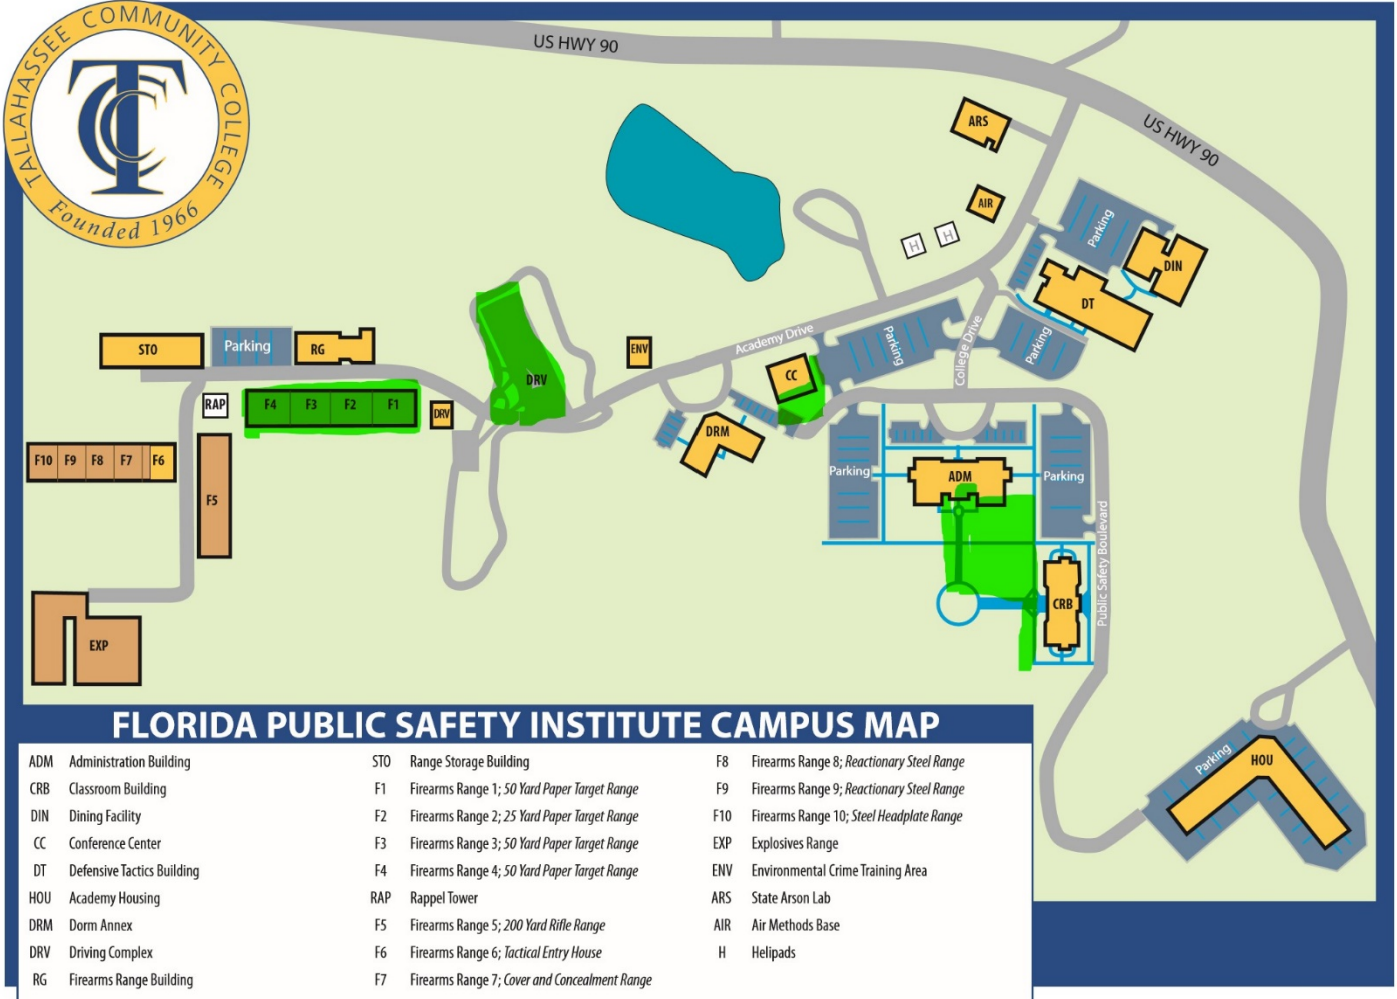 TALLAHASSEE COMMUNITY COLLEGE
TCC
Founded 1966
US HWY 90
US HWY 90
ARS
AIR
H
H
Parking
DIN
DT
Parking
Parking
College Drive
Academy Drive
CC
ENV
DRM
DRV
DRV
STO
Parking
RG
RAP
F4
F3
F2
F1
F10
F9
F8
F7
F6
F5
EXP
Parking
ADM
Parking
CRB
Public Safety Boulevard
Parking
HOU
FLORIDA PUBLIC SAFETY INSTITUTE CAMPUS MAP
ADM Administration Building
CRB Classroom Building
DIN Dining Facility
CC Conference Center
DT Defensive Tactics Building
HOU Academy Housing
DRM Dorm Annex
DRV Driving Complex
RG Firearms Range Building
STO Range Storage Building
F1 Firearms Range 1; 50 Yard Paper Target Range
F2 Firearms Range 2; 25 Yard Paper Target Range
F3 Firearms Range 3; 50 Yard Paper Target Range
F4 Firearms Range 4; 50 Yard Paper Target Range
RAP Rappel Tower
F5 Firearms Range 5; 200 Yard Rifle Range
F6 Firearms Range 6; Tactical Entry House
F7 Firearms Range 7; Cover and Concealment Range
F8 Firearms Range 8; Reactionary Steel Range
F9 Firearms Range 9; Reactionary Steel Range
F10 Firearms Range 10; Steel Headplate Range
EXP Explosives Range
ENV Environmental Crime Training Area
ARS State Arson Lab
AIR Air Methods Base
H Helipads